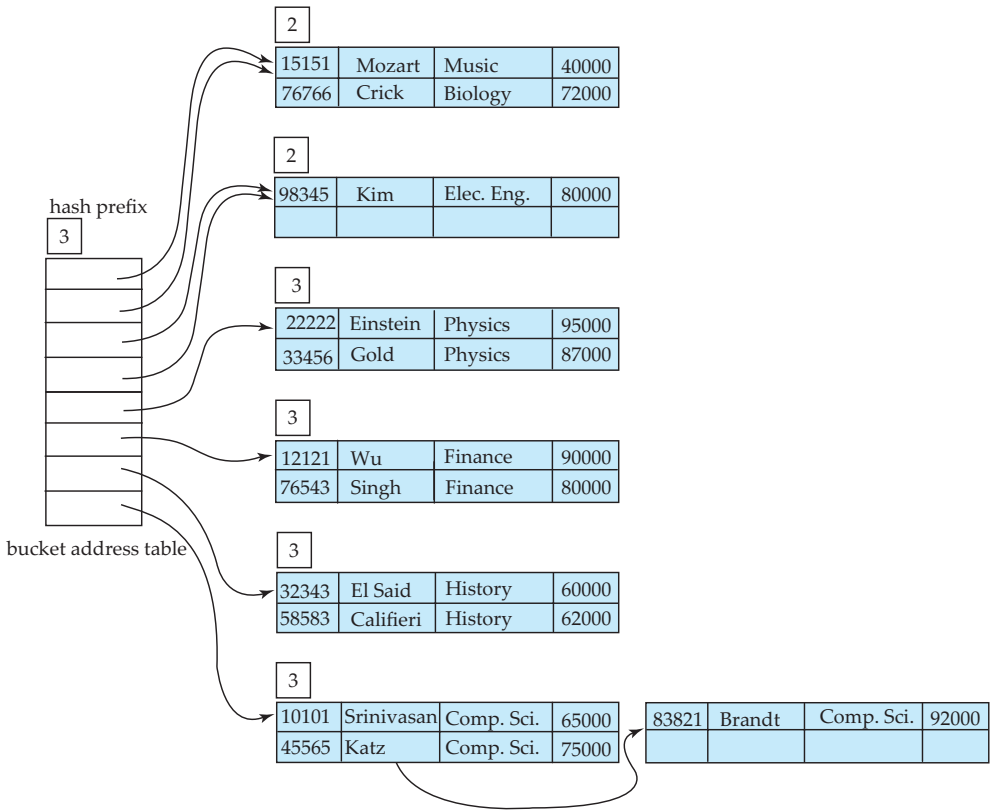 2
15151 Mozart Music 40000
76766 Crick Biology 72000
2
98345 Kim Elec. Eng. 80000
hash prefix
3
3
22222 Einstein Physics 95000
33456 Gold Physics 87000
3
12121 Wu Finance 90000
76543 Singh Finance 80000
bucket address table
3
32343 El Said History 60000
58583 Califieri History 62000
3
10101 Srinivasan Comp. Sci. 65000
45565 Katz Comp. Sci. 75000
83821 Brandt Comp. Sci. 92000